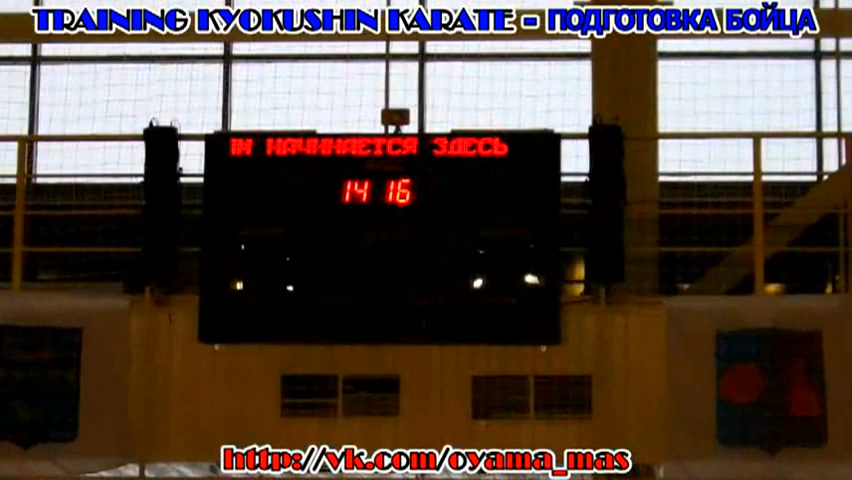 TRAINING KYOKUSHIN KARATE - ПОДГОТОВКА БОЙЦА
НАЧИНАЕТСЯ ЗДЕСЬ
14 16
http://vk.com/oyama_mas